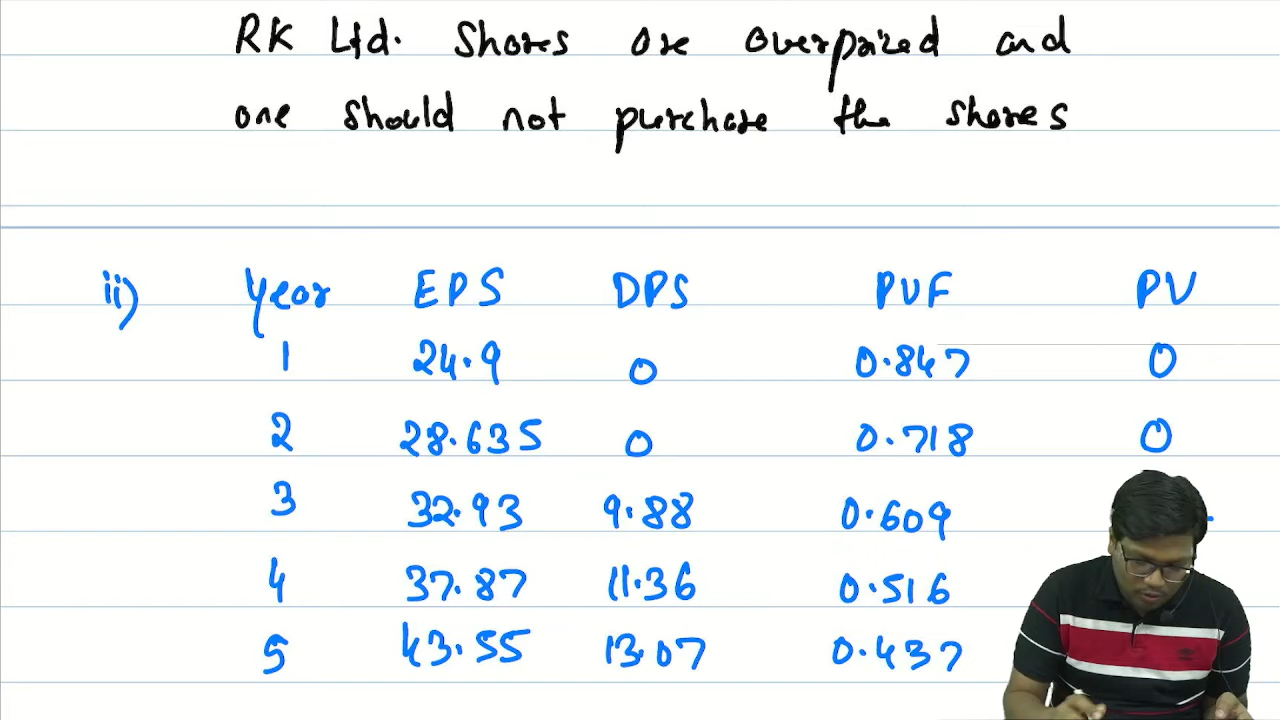 RK Ltd. Shares are overprized and
one should not purchase the shares
ii) Year EPS DPS PVF PV
1 24.9 0 0.847 0
2 28.635 0 0.718 0
3 32.93 9.88 0.609
4 37.87 11.36 0.516
5 43.55 13.07 0.437